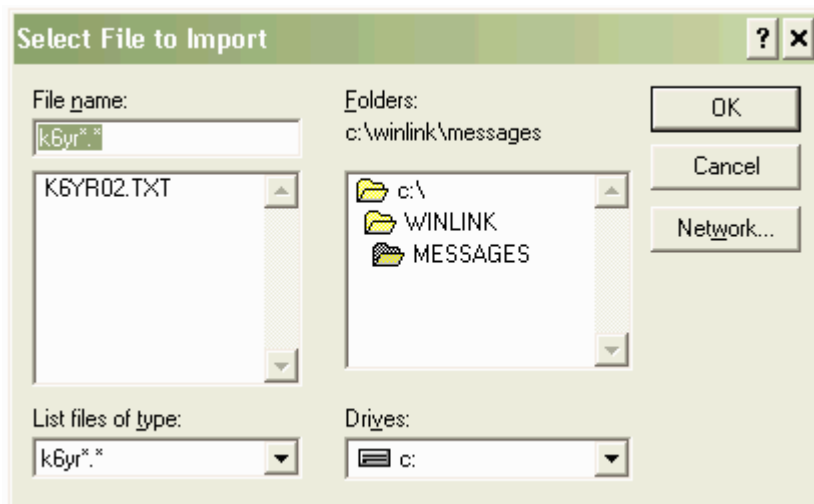 Select File to Import
File name:
k6yr*.*
K6YR02.TXT
List files of type:
k6yr*.*
Folders:
c:\winlink\messages
c:\
WINLINK
MESSAGES
Drives:
c:
OK
Cancel
Network...